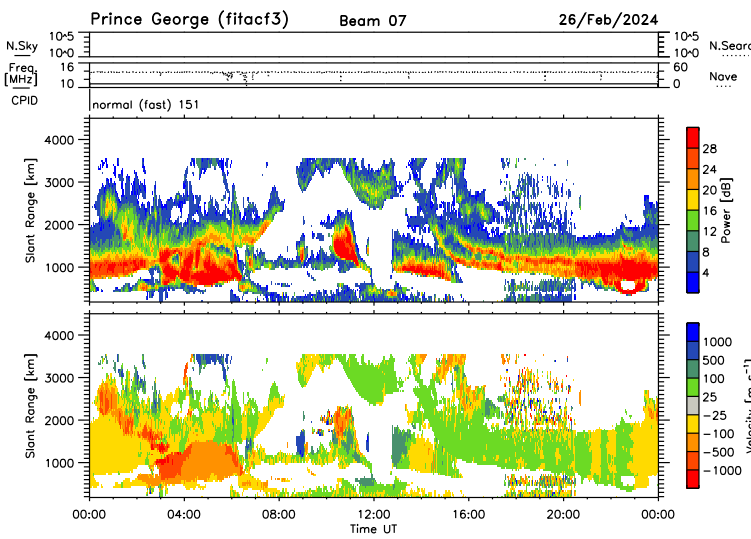 Prince George (fitacf3) Beam 07 26/Feb/2024
N.Sky 10^5 10^0 10^5 10^0 N.Sear
Freq. [MHz] 16 10 60 0 Nave
CPID normal (fast) 151
Slant Range [km] 4000 3000 2000 1000
28 24 20 16 12 8 4 Power [dB]
Slant Range [km] 4000 3000 2000 1000
1000 500 100 25 -25 -100 -500 -1000 Velocity [m s^-1]
00:00 04:00 08:00 12:00 16:00 20:00 00:00
Time UT